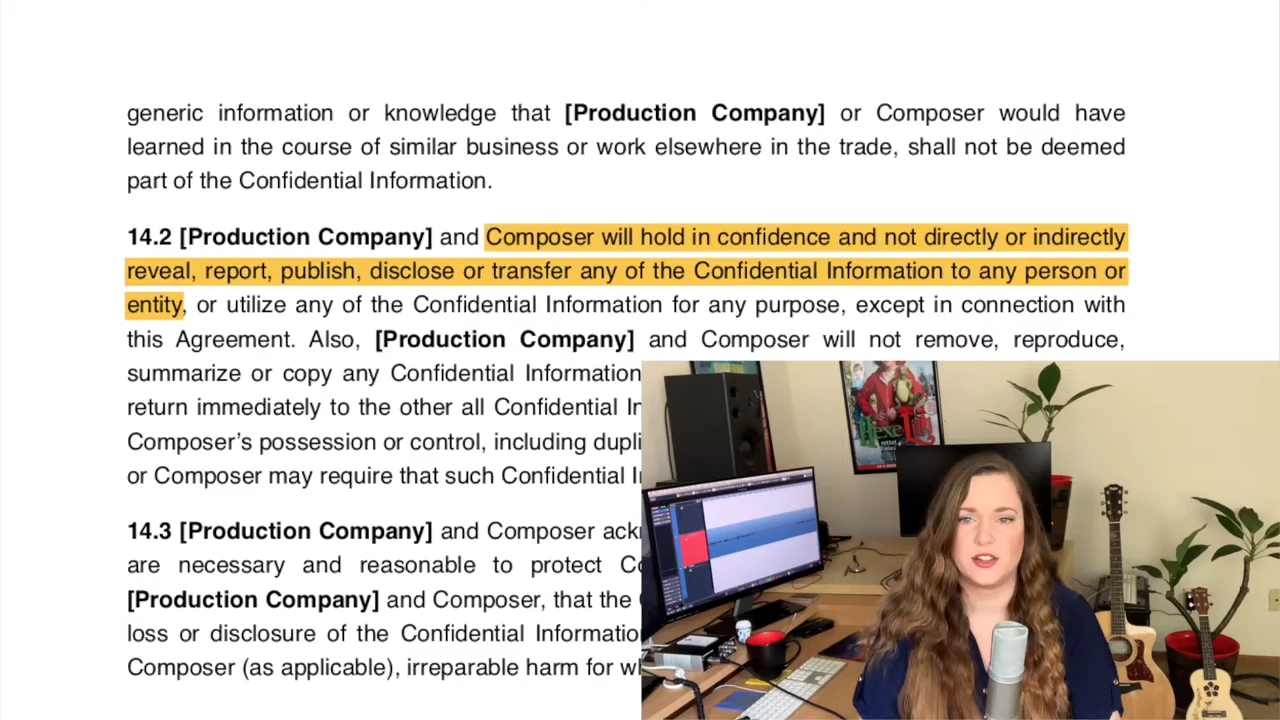 generic information or knowledge that [Production Company] or Composer would have
learned in the course of similar business or work elsewhere in the trade, shall not be deemed
part of the Confidential Information.
14.2 [Production Company] and Composer will hold in confidence and not directly or indirectly
reveal, report, publish, disclose or transfer any of the Confidential Information to any person or
entity, or utilize any of the Confidential Information for any purpose, except in connection with
this Agreement. Also, [Production Company] and Composer will not remove, reproduce,
summarize or copy any Confidential Information
return immediately to the other all Confidential In
Composer’s possession or control, including dupli
or Composer may require that such Confidential I
14.3 [Production Company] and Composer ack
are necessary and reasonable to protect Co
[Production Company] and Composer, that the
loss or disclosure of the Confidential Information
Composer (as applicable), irreparable harm for w
HexeLilli
rettet